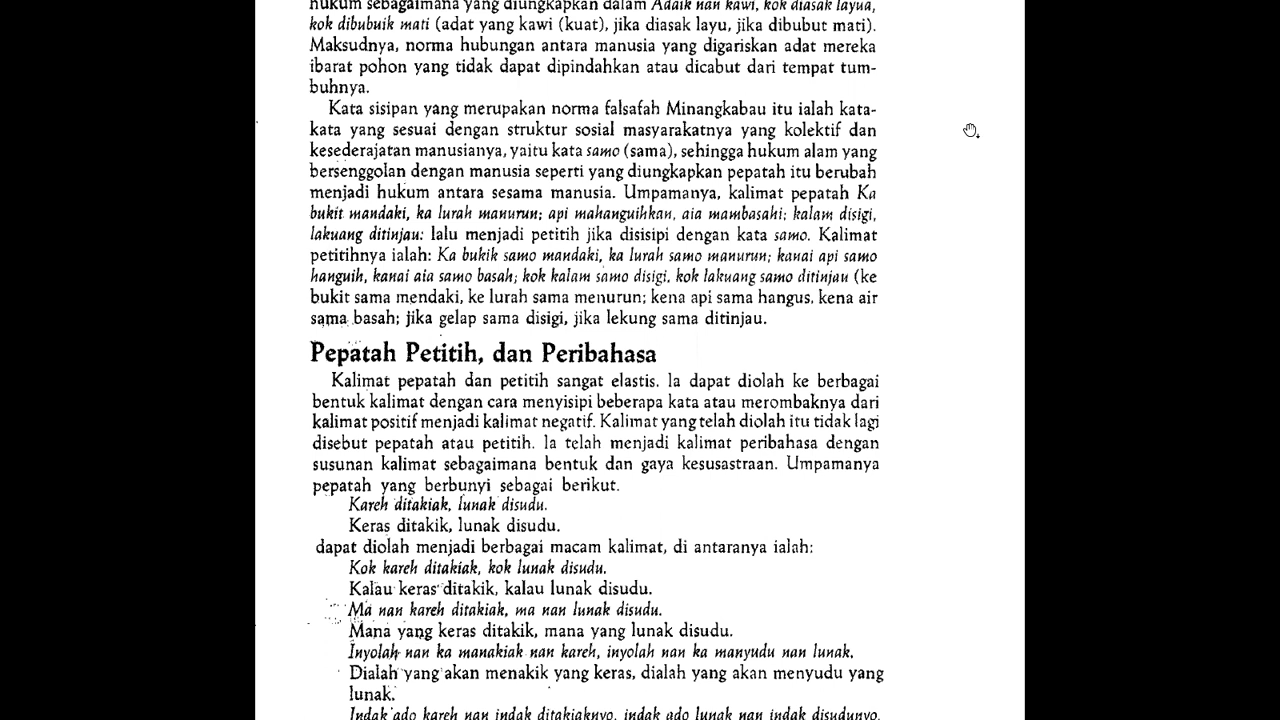 hukum sebagaimana yang diungkapkan dalam Adaik nan kawi, kok diasak layua,
kok dibubuik mati (adat yang kawi (kuat), jika diasak layu, jika dibubut mati).
Maksudnya, norma hubungan antara manusia yang digariskan adat mereka
ibarat pohon yang tidak dapat dipindahkan atau dicabut dari tempat tum-
buhnya.
Kata sisipan yang merupakan norma falsafah Minangkabau itu ialah kata-
kata yang sesuai dengan struktur sosial masyarakatnya yang kolektif dan
kesederajatan manusianya, yaitu kata samo (sama), sehingga hukum alam yang
bersenggolan dengan manusia seperti yang diungkapkan pepatah itu berubah
menjadi hukum antara sesama manusia. Umpamanya, kalimat pepatah Ka
bukit mandaki, ka lurah manurun; api mahanguihkan, aia mambasahi; kalam disigi,
lakuang ditinjau: lalu menjadi petitih jika disisipi dengan kata samo. Kalimat
petitihnya ialah: Ka bukik samo mandaki, ka lurah samo manurun; kanai api samo
hanguih, kanai aia samo basah; kok kalam samo disigi, kok lakuang samo ditinjau (ke
bukit sama mendaki, ke lurah sama menurun; kena api sama hangus, kena air
sama basah; jika gelap sama disigi, jika lekung sama ditinjau.
Pepatah Petitih, dan Peribahasa
Kalimat pepatah dan petitih sangat elastis. Ia dapat diolah ke berbagai
bentuk kalimat dengan cara menyisipi beberapa kata atau merombaknya dari
kalimat positif menjadi kalimat negatif. Kalimat yang telah diolah itu tidak lagi
disebut pepatah atau petitih. Ia telah menjadi kalimat peribahasa dengan
susunan kalimat sebagaimana bentuk dan gaya kesusastraan. Umpamanya
pepatah yang berbunyi sebagai berikut.
Kareh ditakiak, lunak disudu.
Keras ditakik, lunak disudu.
dapat diolah menjadi berbagai macam kalimat, di antaranya ialah:
Kok kareh ditakiak, kok lunak disudu.
Kalau keras ditakik, kalau lunak disudu.
Ma nan kareh ditakiak, ma nan lunak disudu.
Mana yang keras ditakik, mana yang lunak disudu.
Inyolah nan ka manakiak nan kareh, inyolah nan ka manyudu nan lunak.
Dialah yang akan menakik yang keras, dialah yang akan menyudu yang
lunak.
Indak ado kareh nan indak ditakiaknyo, indak ado lunak nan indak disudunyo.